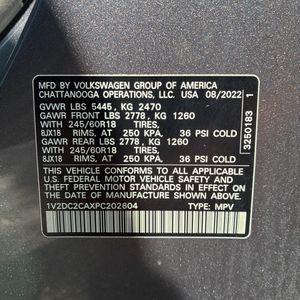 MFD BY VOLKSWAGEN GROUP OF AMERICA
CHATTANOOGA OPERATIONS, LLC. USA 08/2022
GVWR LBS 5445, KG 2470
GAWR FRONT LBS 2778, KG 1260
WITH 245/60R18 TIRES,
8JX18 RIMS, AT 250 KPA, 36 PSI COLD
GAWR REAR LBS 2778, KG 1260
WITH 245/60R18 TIRES,
8JX18 RIMS, AT 250 KPA, 36 PSI COLD
THIS VEHICLE CONFORMS TO ALL APPLICABLE
FEDERAL MOTOR VEHICLE SAFETY AND THEFT
PREVENTION STANDARDS IN EFFECT ON
THE DATE OF MANUFACTURE SHOWN ABOVE.
1V2DC2CAXPC202604 TYPE: MPV
3250183 1